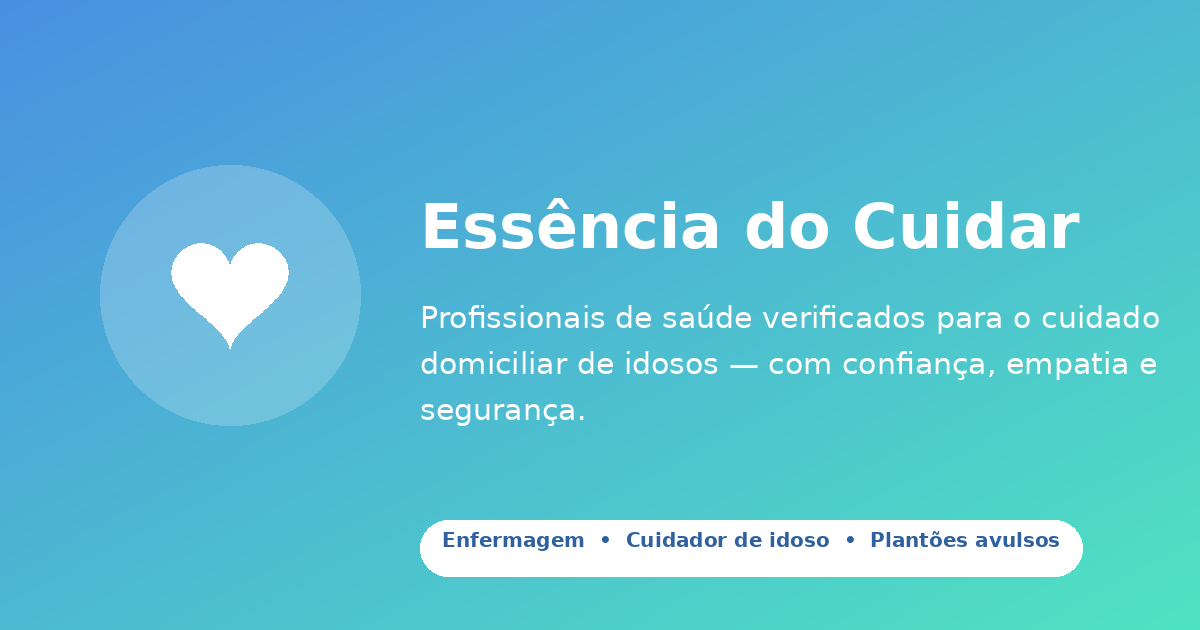 Essência do Cuidar
Profissionais de saúde verificados para o cuidado
domiciliar de idosos — com confiança, empatia e
segurança.
Enfermagem • Cuidador de idoso • Plantões avulsos